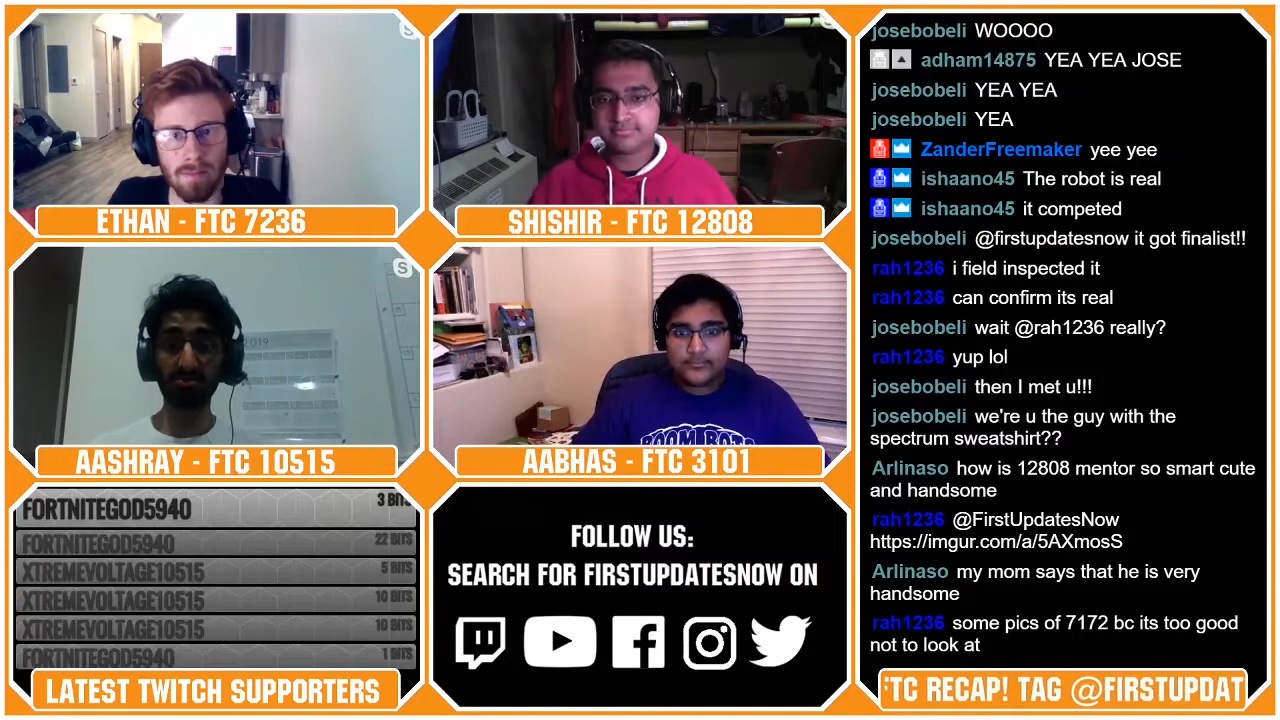 ETHAN - FTC 7236
SHISHIR - FTC 12808
2019
BOOM BOTS
AASHRAY - FTC 10515
AABHAS - FTC 3101
FORTNITEGOD5940 3 BITS
FORTNITEGOD5940 22 BITS
XTREMEVOLTAGE10515 5 BITS
XTREMEVOLTAGE10515 10 BITS
XTREMEVOLTAGE10515 10 BITS
FORTNITEGOD5940 1 BITS
LATEST TWITCH SUPPORTERS
FOLLOW US:
SEARCH FOR FIRSTUPDATESNOW ON
josebobeli WOOOO
adham14875 YEA YEA JOSE
josebobeli YEA YEA
josebobeli YEA
ZanderFreemaker yee yee
ishaano45 The robot is real
ishaano45 it competed
josebobeli @firstupdatesnow it got finalist!!
rah1236 i field inspected it
rah1236 can confirm its real
josebobeli wait @rah1236 really?
rah1236 yup lol
josebobeli then I met u!!!
josebobeli we're u the guy with the
spectrum sweatshirt??
Arlinaso how is 12808 mentor so smart cute
and handsome
rah1236 @FirstUpdatesNow
https://imgur.com/a/5AXmosS
Arlinaso my mom says that he is very
handsome
rah1236 some pics of 7172 bc its too good
not to look at
TC RECAP! TAG @FIRSTUPDAT